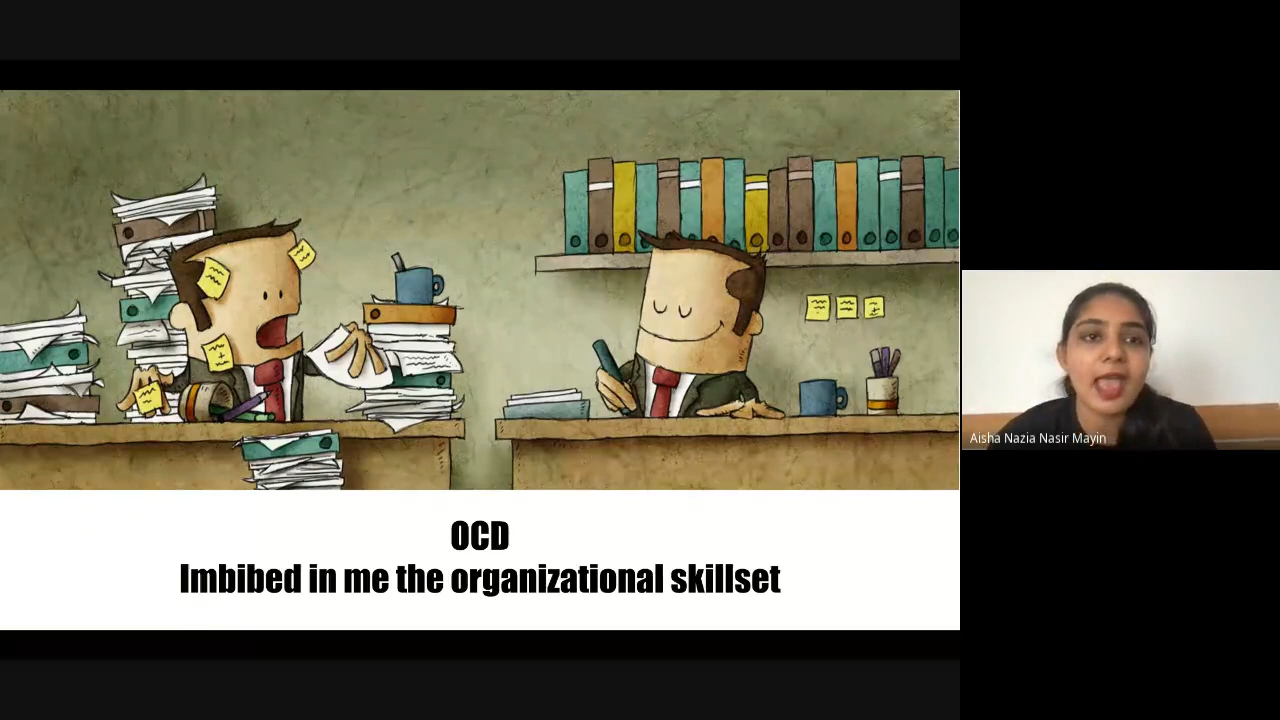 OCD
Imbibed in me the organizational skillset
Aisha Nazia Nasir Mayin